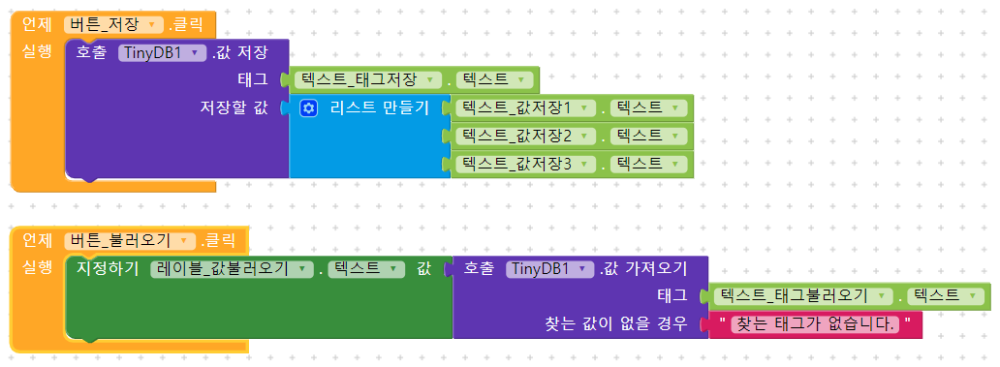 언제 버튼_저장 .클릭
실행 호출 TinyDB1 .값 저장
태그 텍스트_태그저장 . 텍스트
저장할 값 리스트 만들기 텍스트_값저장1 . 텍스트
텍스트_값저장2 . 텍스트
텍스트_값저장3 . 텍스트
언제 버튼_불러오기 .클릭
실행 지정하기 레이블_값불러오기 . 텍스트 값 호출 TinyDB1 .값 가져오기
태그 텍스트_태그불러오기 . 텍스트
찾는 값이 없을 경우 " 찾는 태그가 없습니다. "